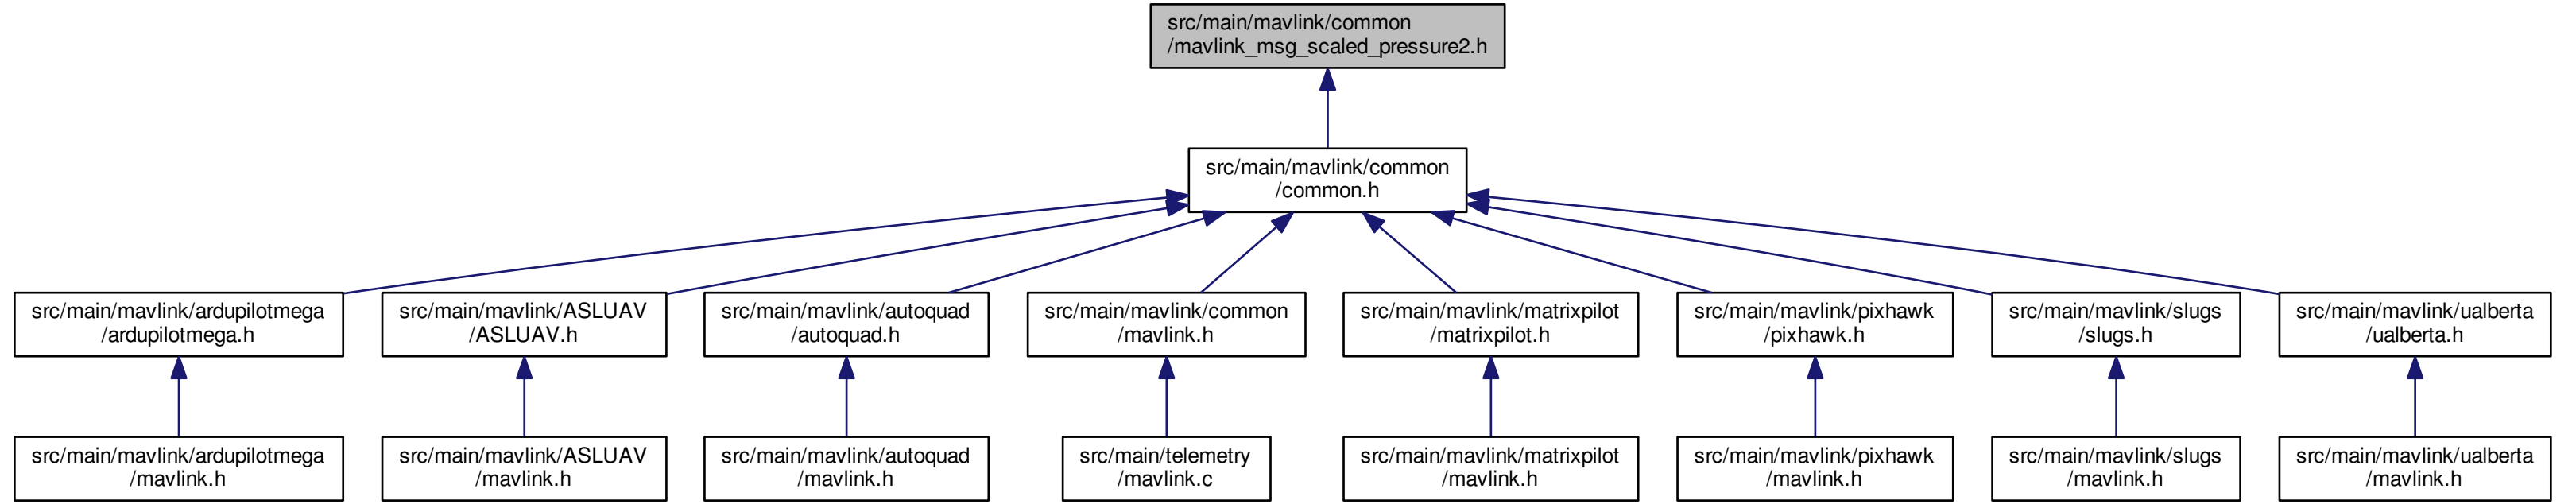 src/main/mavlink/common
/mavlink_msg_scaled_pressure2.h
src/main/mavlink/common
/common.h
src/main/mavlink/ardupilotmega
/ardupilotmega.h
src/main/mavlink/ASLUAV
/ASLUAV.h
src/main/mavlink/autoquad
/autoquad.h
src/main/mavlink/common
/mavlink.h
src/main/mavlink/matrixpilot
/matrixpilot.h
src/main/mavlink/pixhawk
/pixhawk.h
src/main/mavlink/slugs
/slugs.h
src/main/mavlink/ualberta
/ualberta.h
src/main/mavlink/ardupilotmega
/mavlink.h
src/main/mavlink/ASLUAV
/mavlink.h
src/main/mavlink/autoquad
/mavlink.h
src/main/telemetry
/mavlink.c
src/main/mavlink/matrixpilot
/mavlink.h
src/main/mavlink/pixhawk
/mavlink.h
src/main/mavlink/slugs
/mavlink.h
src/main/mavlink/ualberta
/mavlink.h